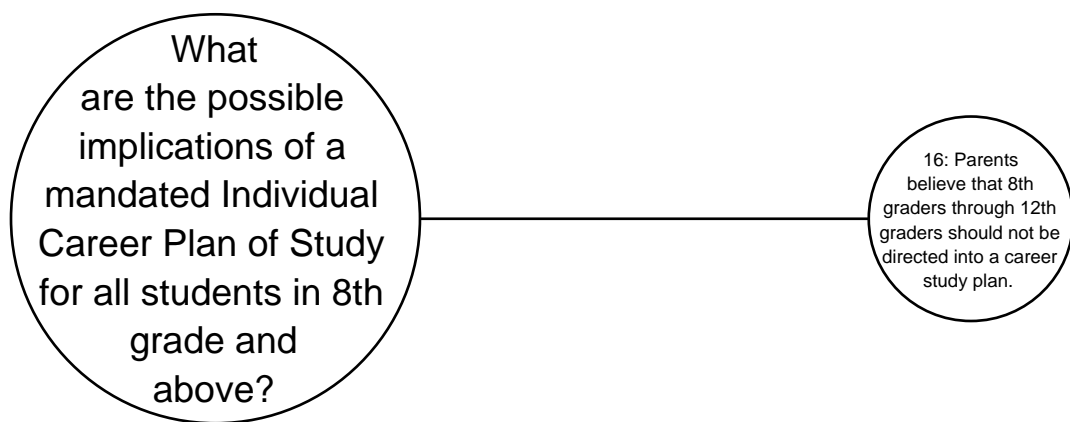 What
are the possible
implications of a
mandated Individual
Career Plan of Study
for all students in 8th
grade and
above?
16: Parents
believe that 8th
graders through 12th
graders should not be
directed into a career
study plan.